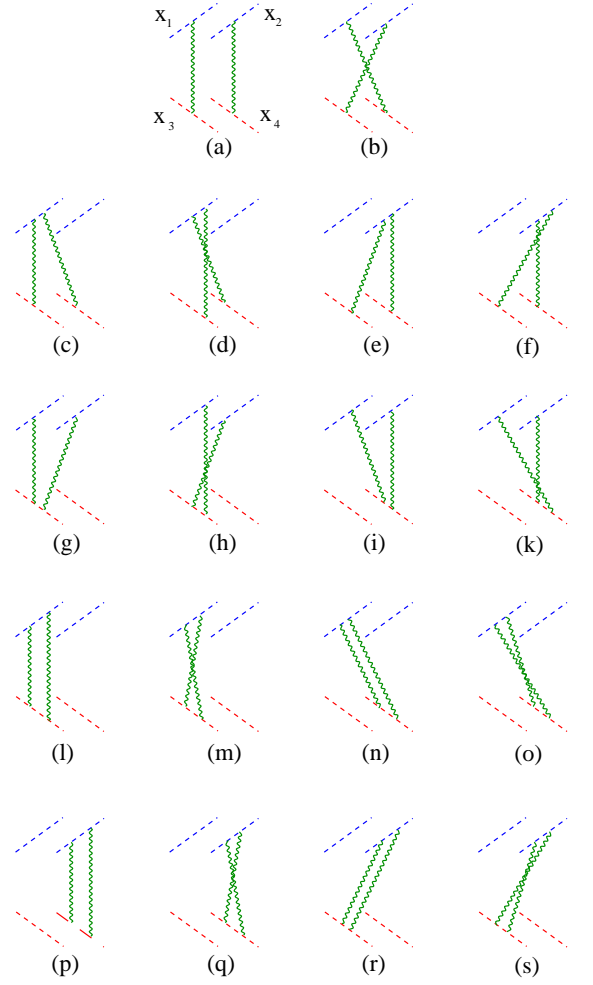 x₁ x₂
x₃ x₄
(a) (b)
(c) (d) (e) (f)
(g) (h) (i) (k)
(l) (m) (n) (o)
(p) (q) (r) (s)